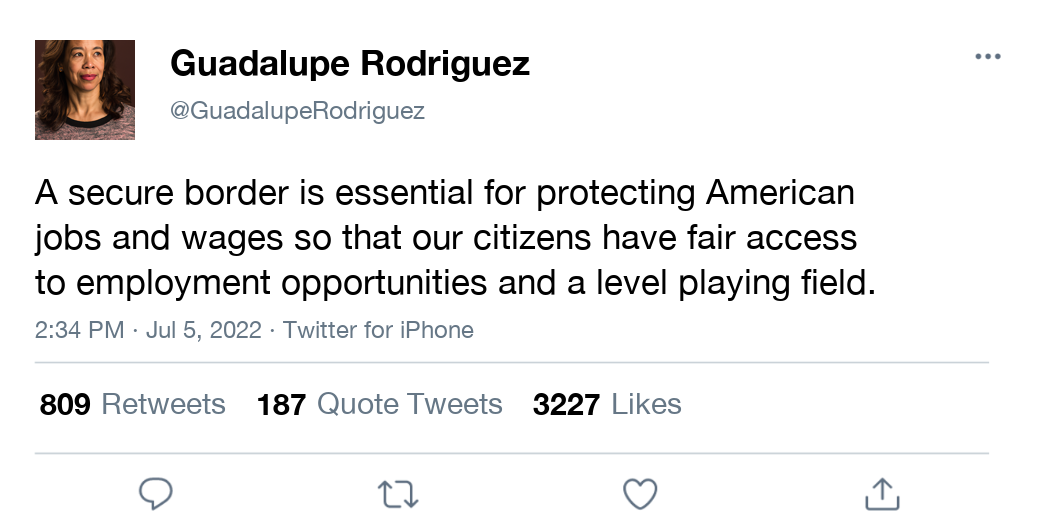 Guadalupe Rodriguez
@GuadalupeRodriguez
A secure border is essential for protecting American
jobs and wages so that our citizens have fair access
to employment opportunities and a level playing field.
2:34 PM · Jul 5, 2022 · Twitter for iPhone
809 Retweets 187 Quote Tweets 3227 Likes